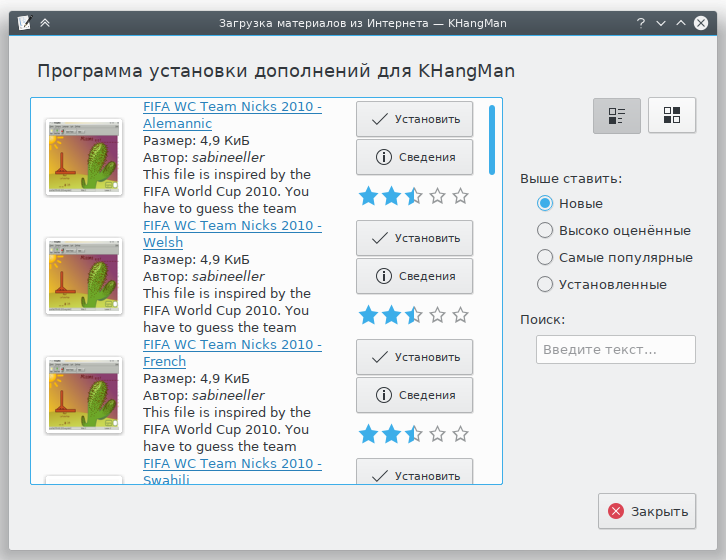 Загрузка материалов из Интернета — KHangMan
Программа установки дополнений для KHangMan
FIFA WC Team Nicks 2010 -
Alemannic
Размер: 4,9 КиБ
Автор: sabineeller
This file is inspired by the
FIFA World Cup 2010. You
have to guess the team
Установить
Сведения
FIFA WC Team Nicks 2010 -
Welsh
Размер: 4,9 КиБ
Автор: sabineeller
This file is inspired by the
FIFA World Cup 2010. You
have to guess the team
Установить
Сведения
FIFA WC Team Nicks 2010 -
French
Размер: 4,9 КиБ
Автор: sabineeller
This file is inspired by the
FIFA World Cup 2010. You
have to guess the team
Установить
Сведения
FIFA WC Team Nicks 2010 -
Swahili
Установить
Выше ставить:
Новые
Высоко оценённые
Самые популярные
Установленные
Поиск:
Введите текст...
Закрыть